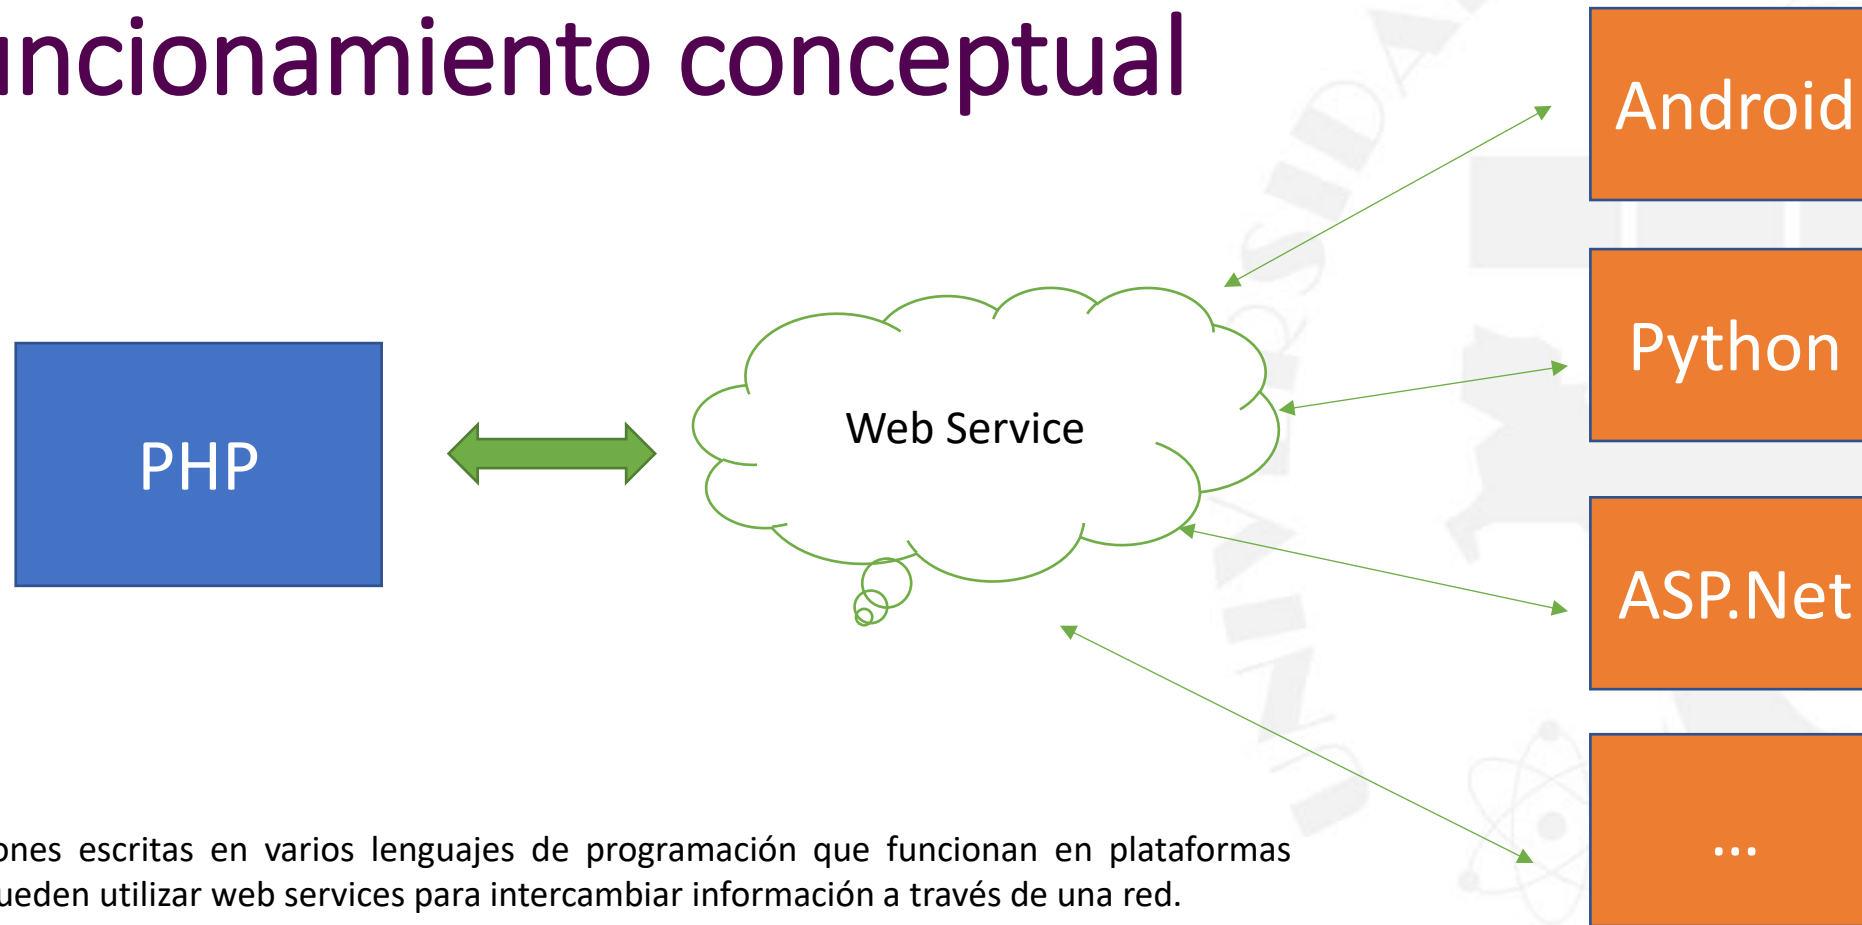 uncionamiento conceptual
Android
Python
Web Service
PHP
ASP.Net
...
ones escritas en varios lenguajes de programación que funcionan en plataformas
ueden utilizar web services para intercambiar información a través de una red.